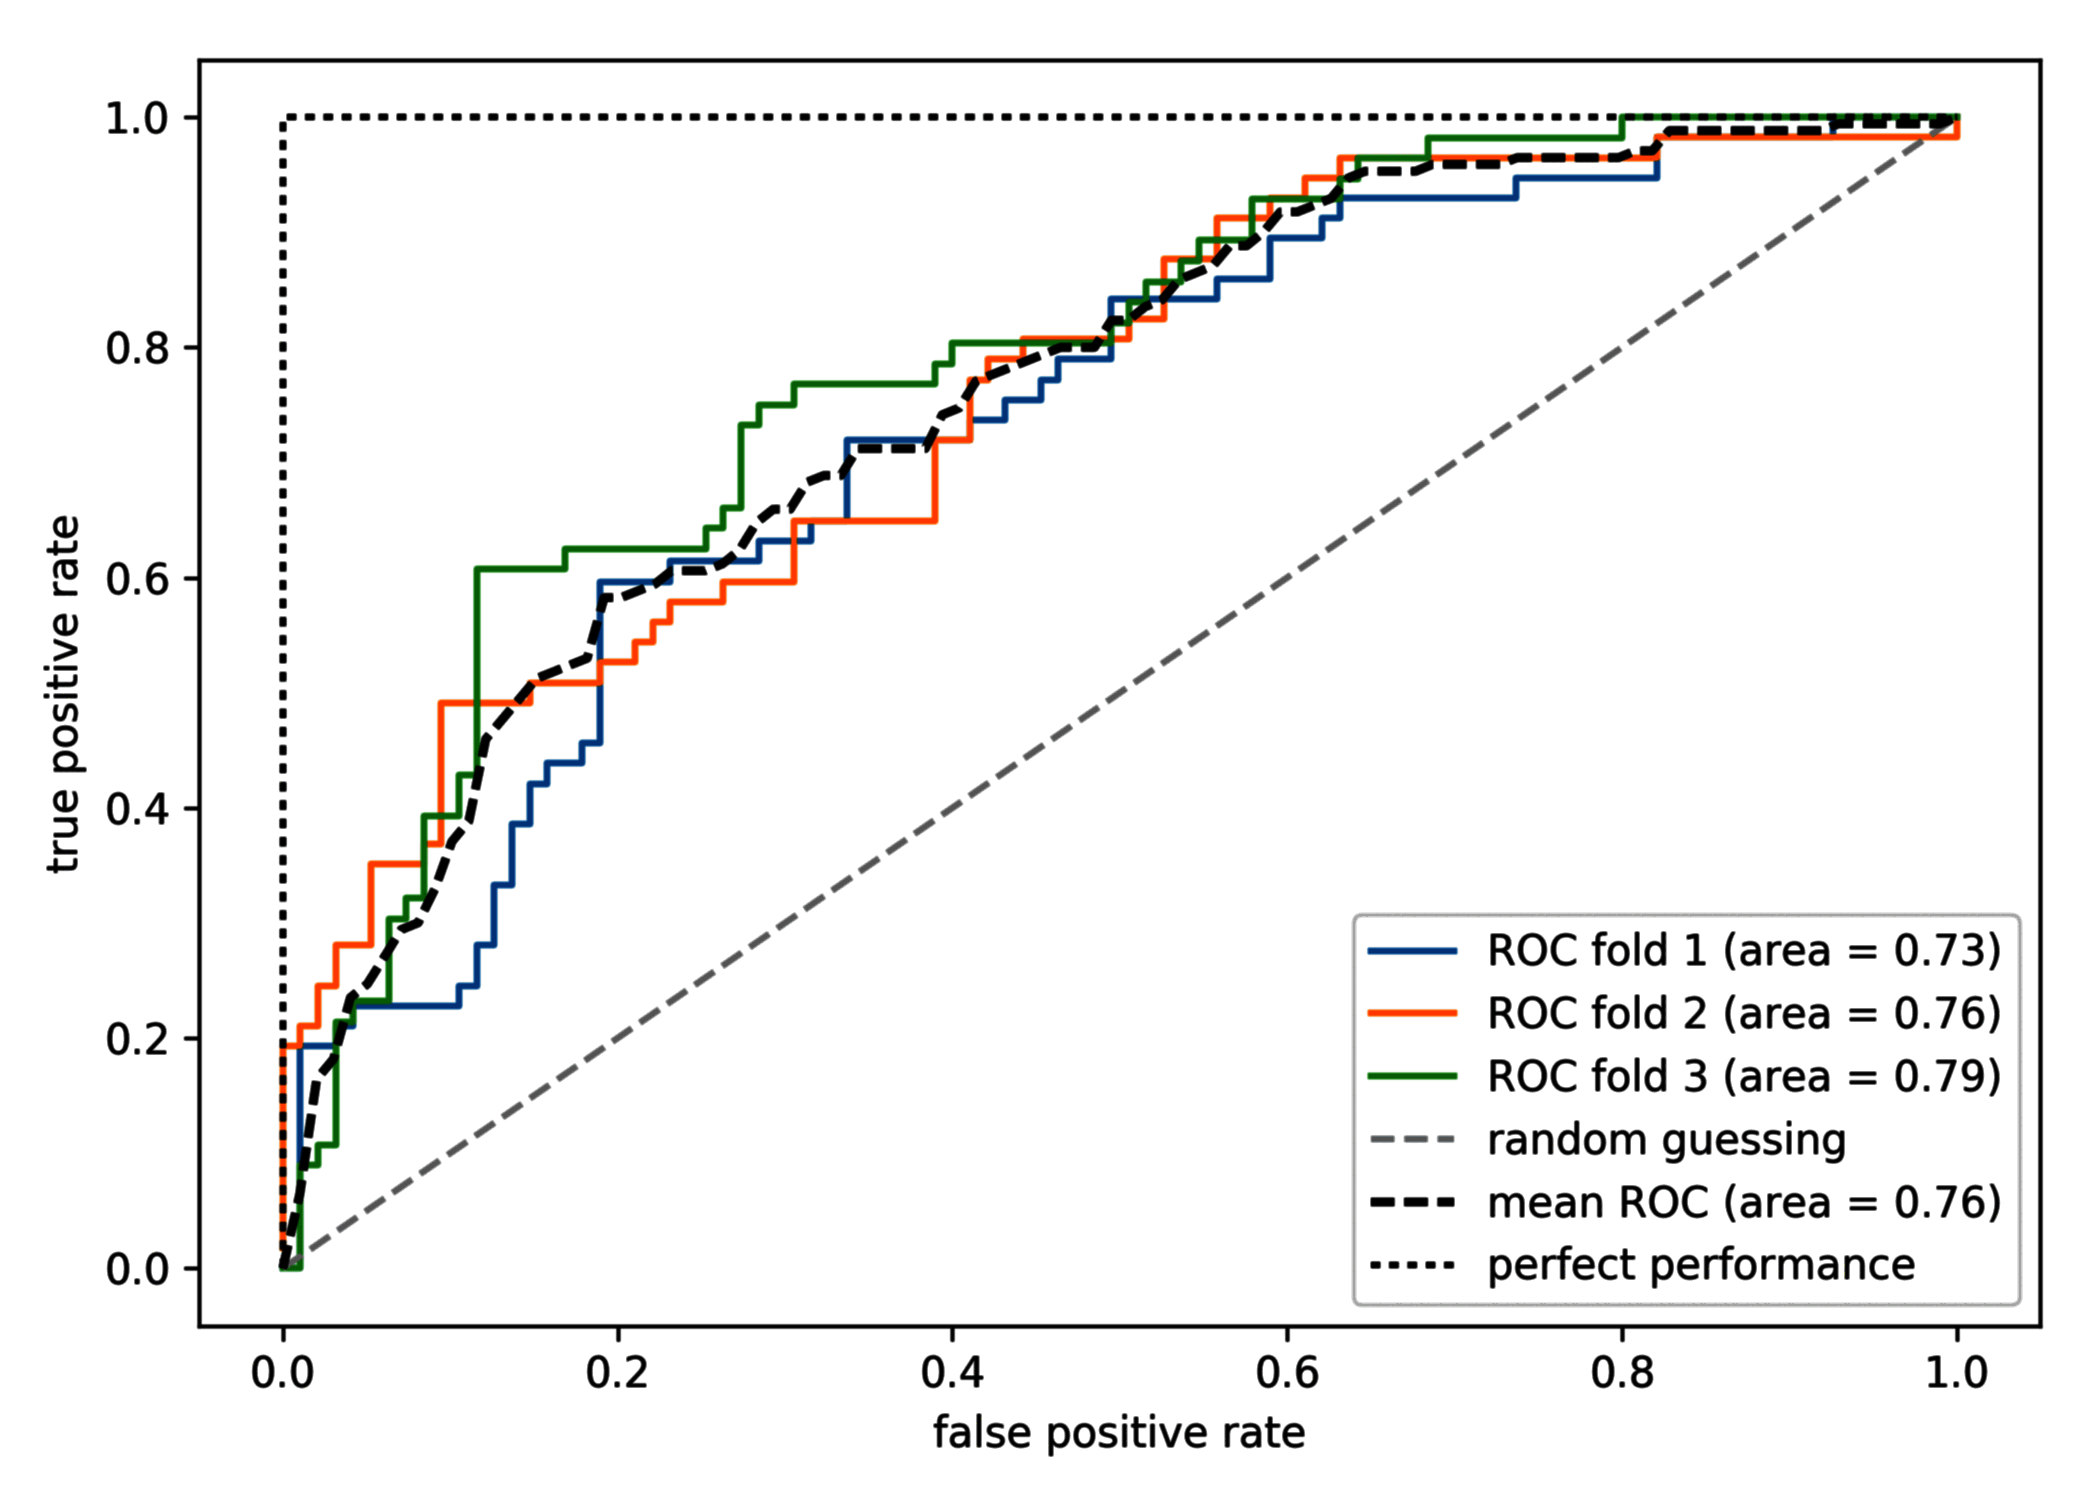 1.0
0.8
0.6
0.4
0.2
0.0
true positive rate
0.0 0.2 0.4 0.6 0.8 1.0
false positive rate
ROC fold 1 (area = 0.73)
ROC fold 2 (area = 0.76)
ROC fold 3 (area = 0.79)
random guessing
mean ROC (area = 0.76)
perfect performance